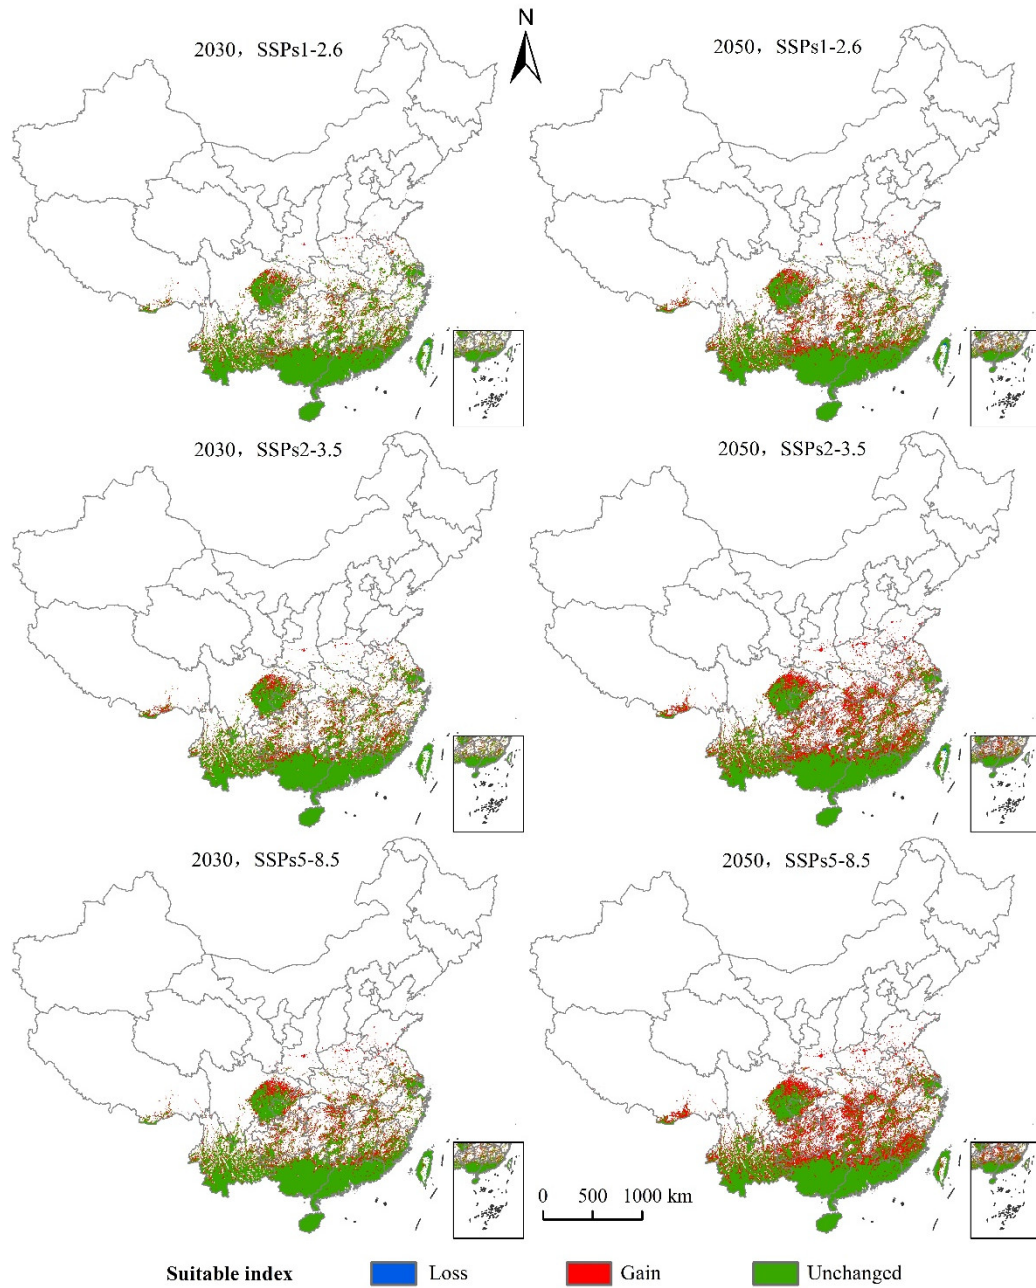 N
2030，SSPs1-2.6
2050，SSPs1-2.6
2030，SSPs2-3.5
2050，SSPs2-3.5
2030，SSPs5-8.5
2050，SSPs5-8.5
0 500 1000 km
Suitable index Loss Gain Unchanged